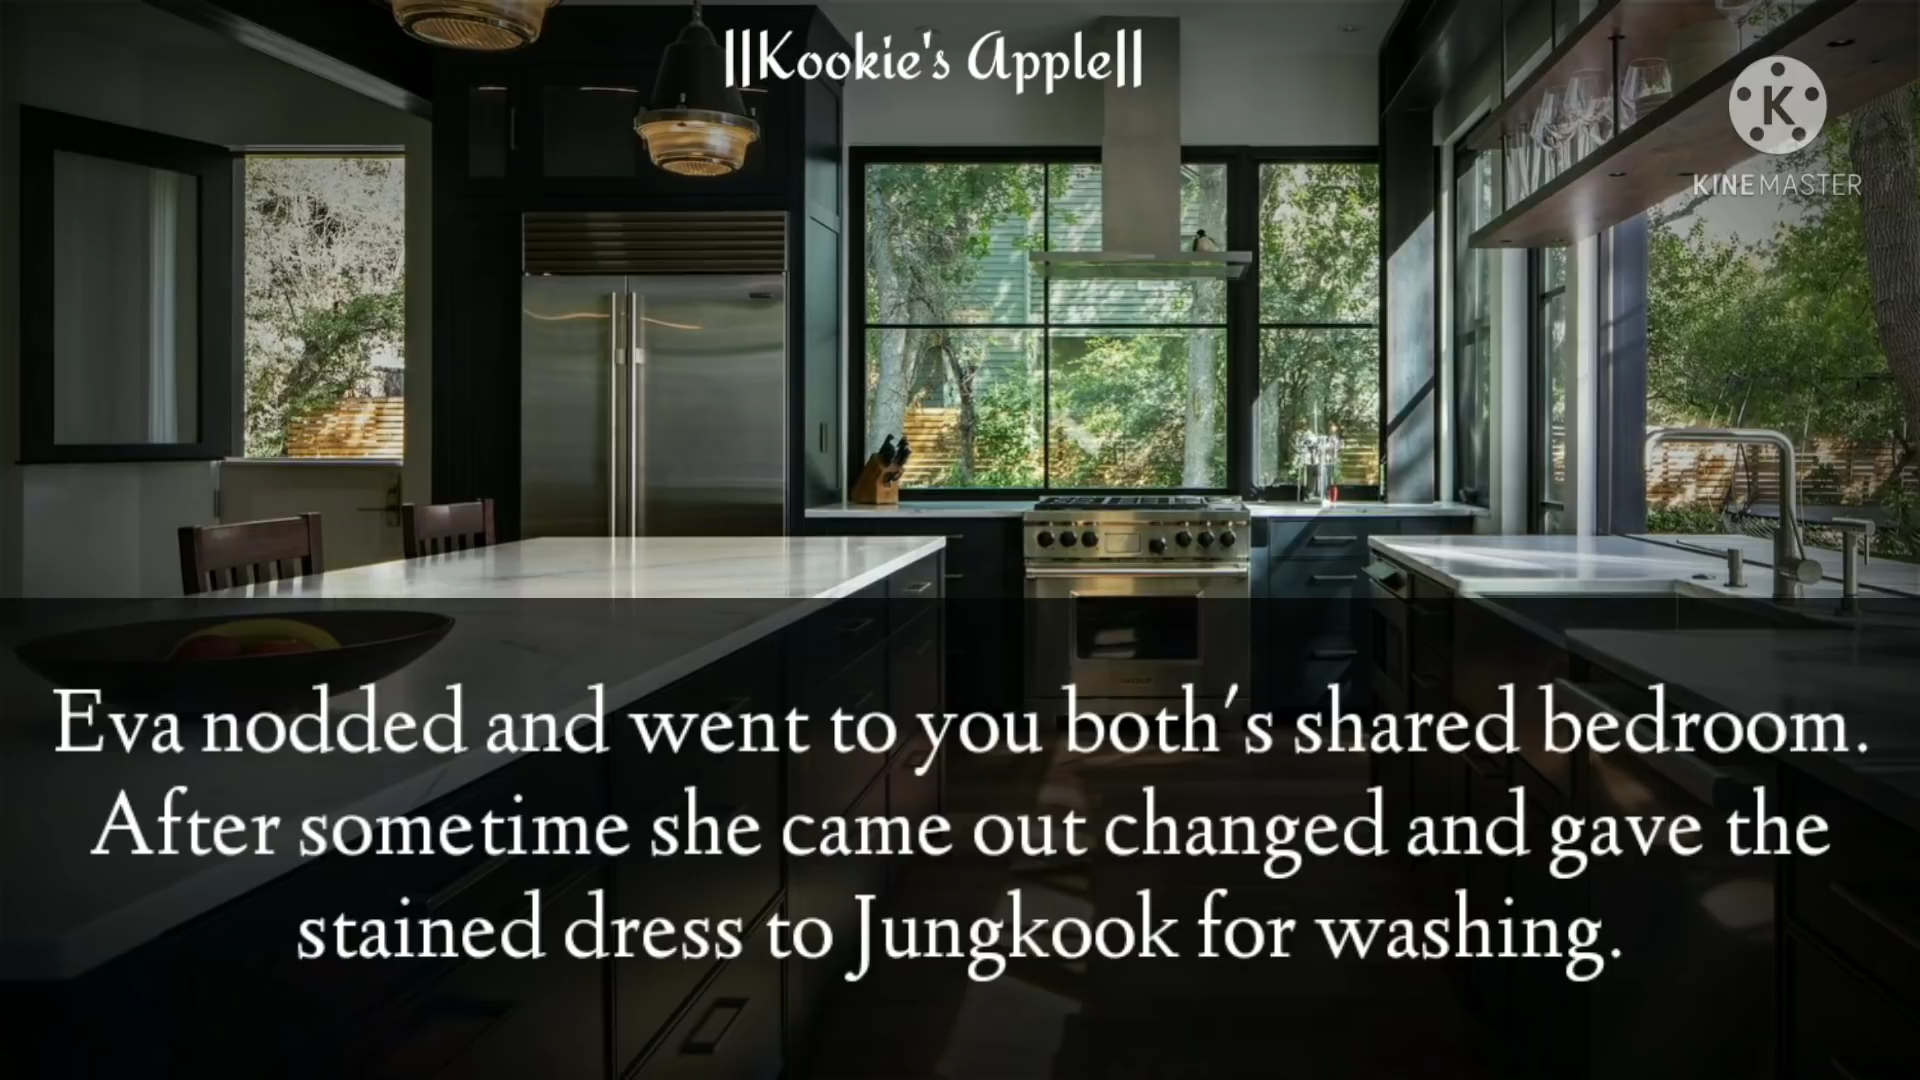 ||Kookie's Apple||
K
KINEMASTER
Eva nodded and went to you both's shared bedroom.
After sometime she came out changed and gave the
stained dress to Jungkook for washing.